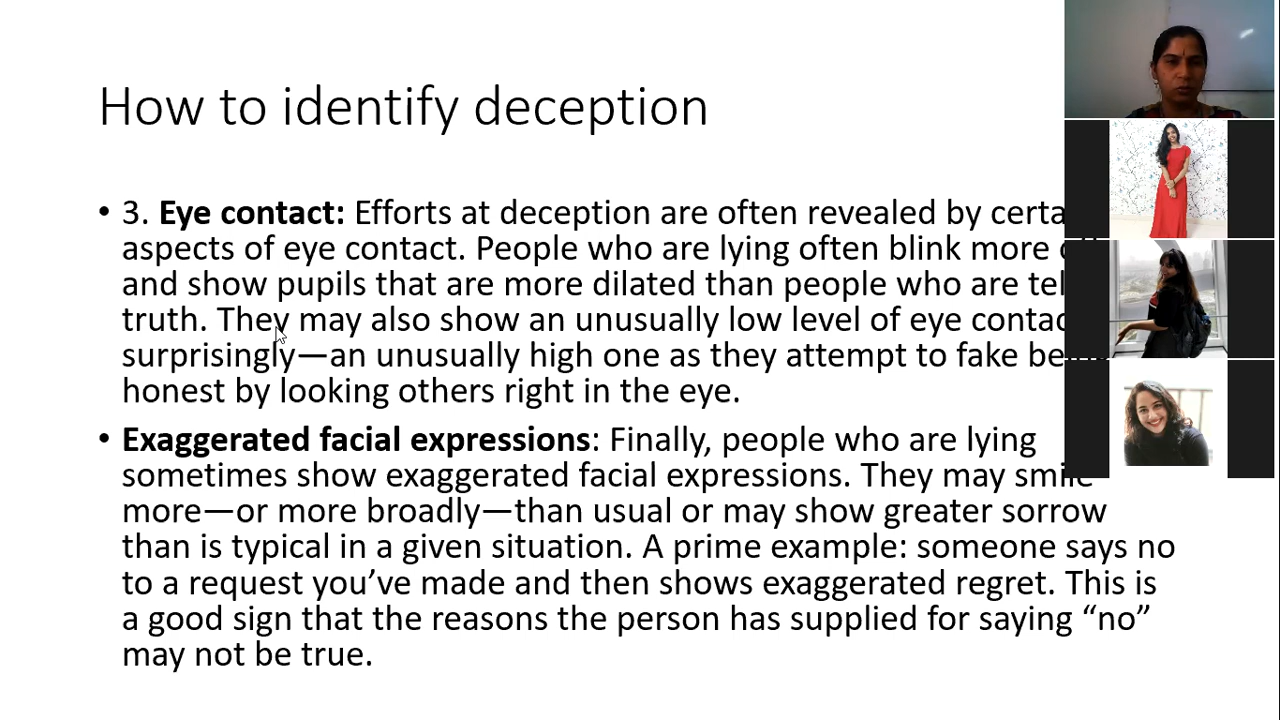 How to identify deception
• 3. Eye contact: Efforts at deception are often revealed by
aspects of eye contact. People who are lying often blink more
and show pupils that are more dilated than people who are
truth. They may also show an unusually low level of eye
surprisingly—an unusually high one as they attempt to fake
honest by looking others right in the eye.
• Exaggerated facial expressions: Finally, people who are lying
sometimes show exaggerated facial expressions. They may smile
more—or more broadly—than usual or may show greater sorrow
than is typical in a given situation. A prime example: someone says no
to a request you’ve made and then shows exaggerated regret. This is
a good sign that the reasons the person has supplied for saying “no”
may not be true.